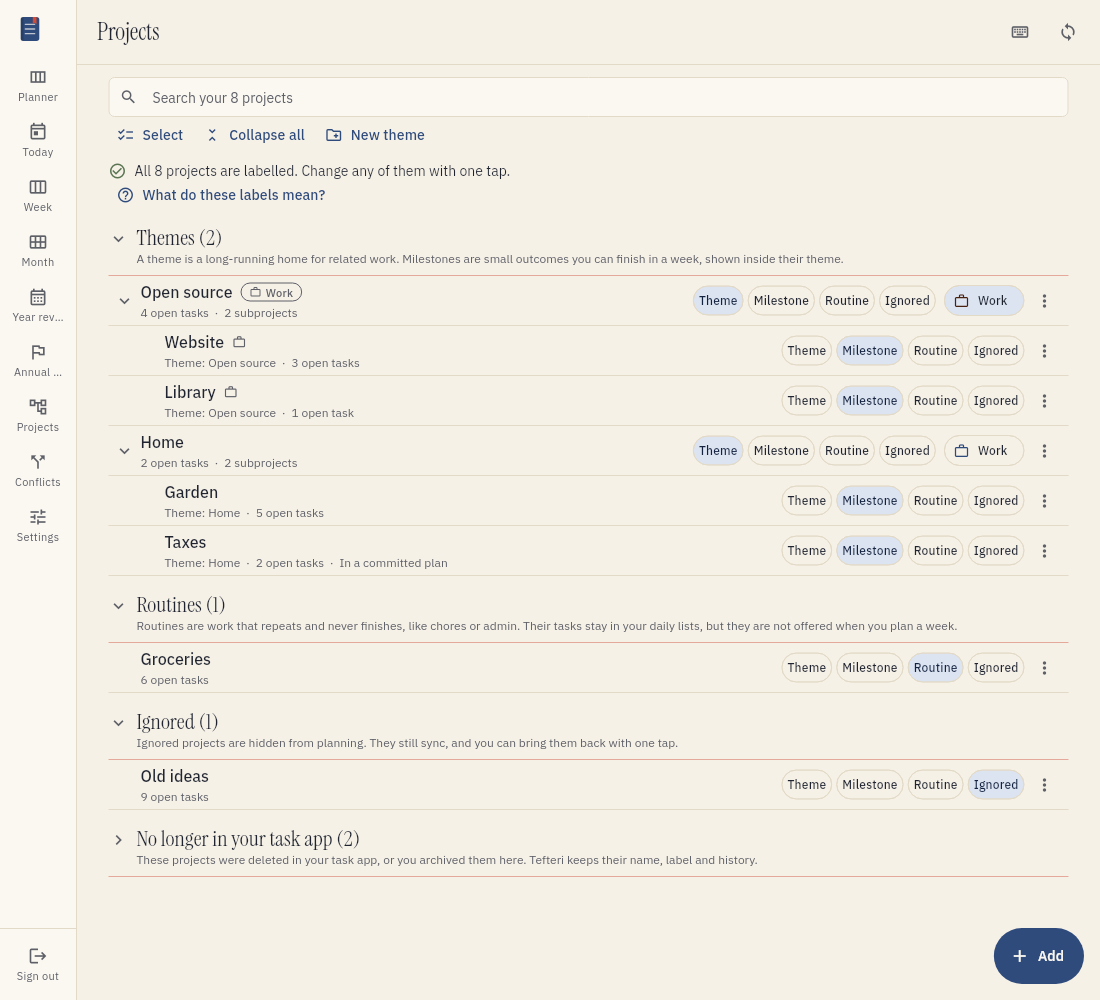 Projects
Planner
Today
Week
Month
Year rev...
Annual ...
Projects
Conflicts
Settings
Sign out
Search your 8 projects
Select Collapse all New theme
All 8 projects are labelled. Change any of them with one tap.
What do these labels mean?
Themes (2)
A theme is a long-running home for related work. Milestones are small outcomes you can finish in a week, shown inside their theme.
Open source Work Theme Milestone Routine Ignored Work
4 open tasks · 2 subprojects
Website Theme Milestone Routine Ignored
Theme: Open source · 3 open tasks
Library Theme Milestone Routine Ignored
Theme: Open source · 1 open task
Home Theme Milestone Routine Ignored Work
2 open tasks · 2 subprojects
Garden Theme Milestone Routine Ignored
Theme: Home · 5 open tasks
Taxes Theme Milestone Routine Ignored
Theme: Home · 2 open tasks · In a committed plan
Routines (1)
Routines are work that repeats and never finishes, like chores or admin. Their tasks stay in your daily lists, but they are not offered when you plan a week.
Groceries Theme Milestone Routine Ignored
6 open tasks
Ignored (1)
Ignored projects are hidden from planning. They still sync, and you can bring them back with one tap.
Old ideas Theme Milestone Routine Ignored
9 open tasks
No longer in your task app (2)
These projects were deleted in your task app, or you archived them here. Tefteri keeps their name, label and history.
Add